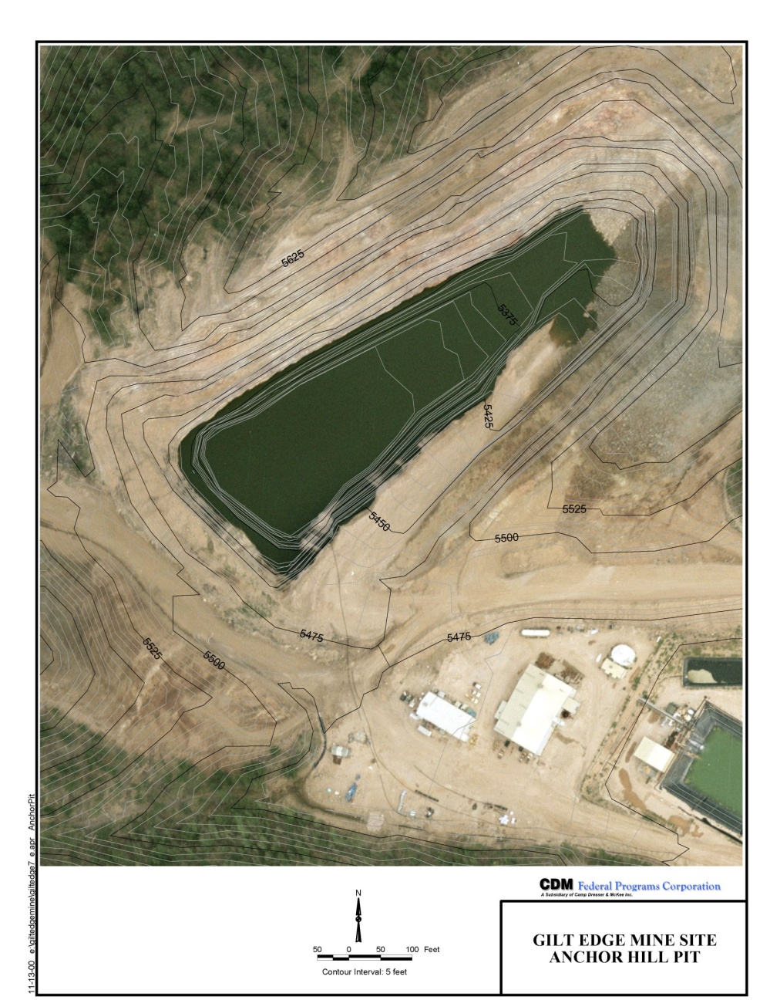 5625
5375
5425
5450
5525
5500
5475
5475
5525
5500
11-13-00 e:\giltedgemine\giltedge7_e.apr AnchorPit
CDM Federal Programs Corporation
A Subsidiary of Camp Dresser & McKee Inc.
N
50 0 50 100 Feet
Contour Interval: 5 feet
GILT EDGE MINE SITE
ANCHOR HILL PIT